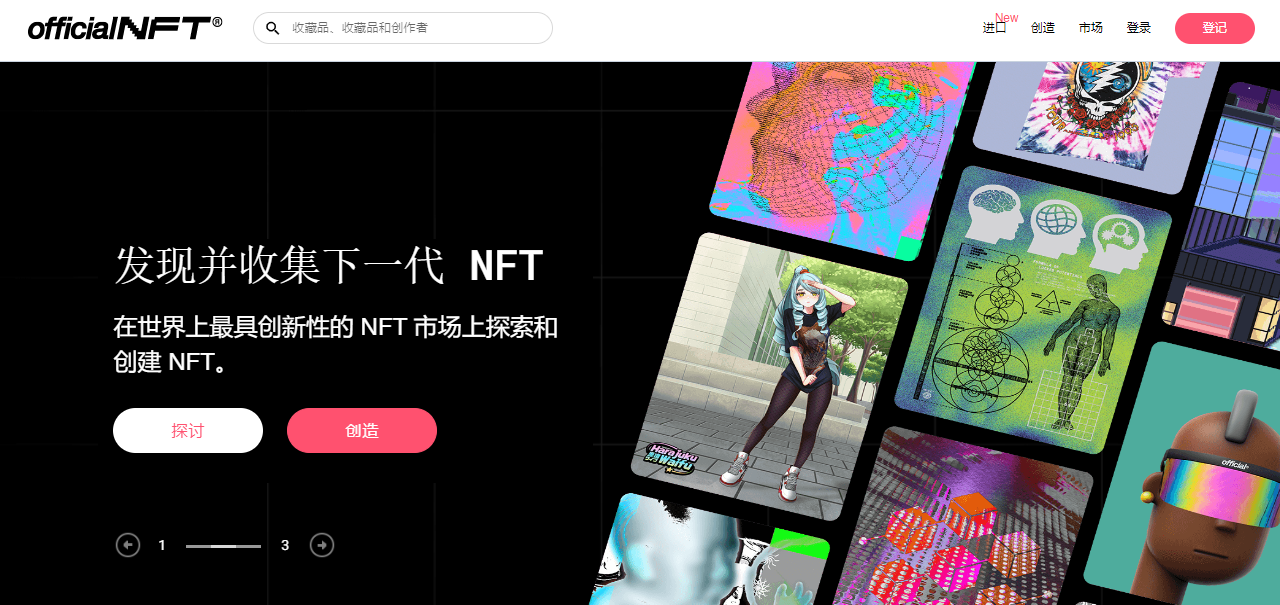 officialNFT®
收藏品、收藏品和创作者
New
进口
创造
市场
登录
登记
发现并收集下一代 NFT
在世界上最具创新性的 NFT 市场上探索和
创建 NFT。
探讨
创造
1
3
Harajuku
Waifu
official®